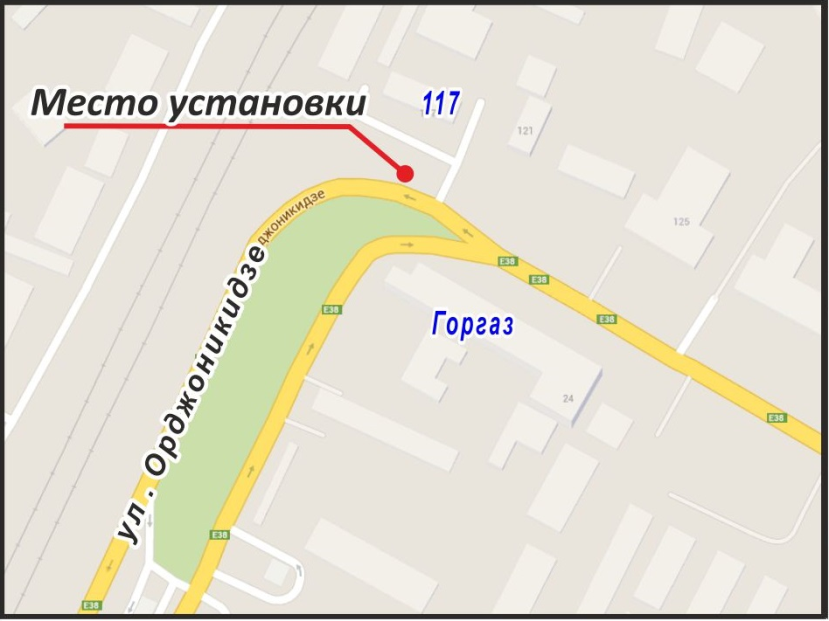 Место установки
117
121
125
джоникидзе
E38
E38
E38
E38
Горгаз
24
ул. Орджоникидзе
E38
E38
E38